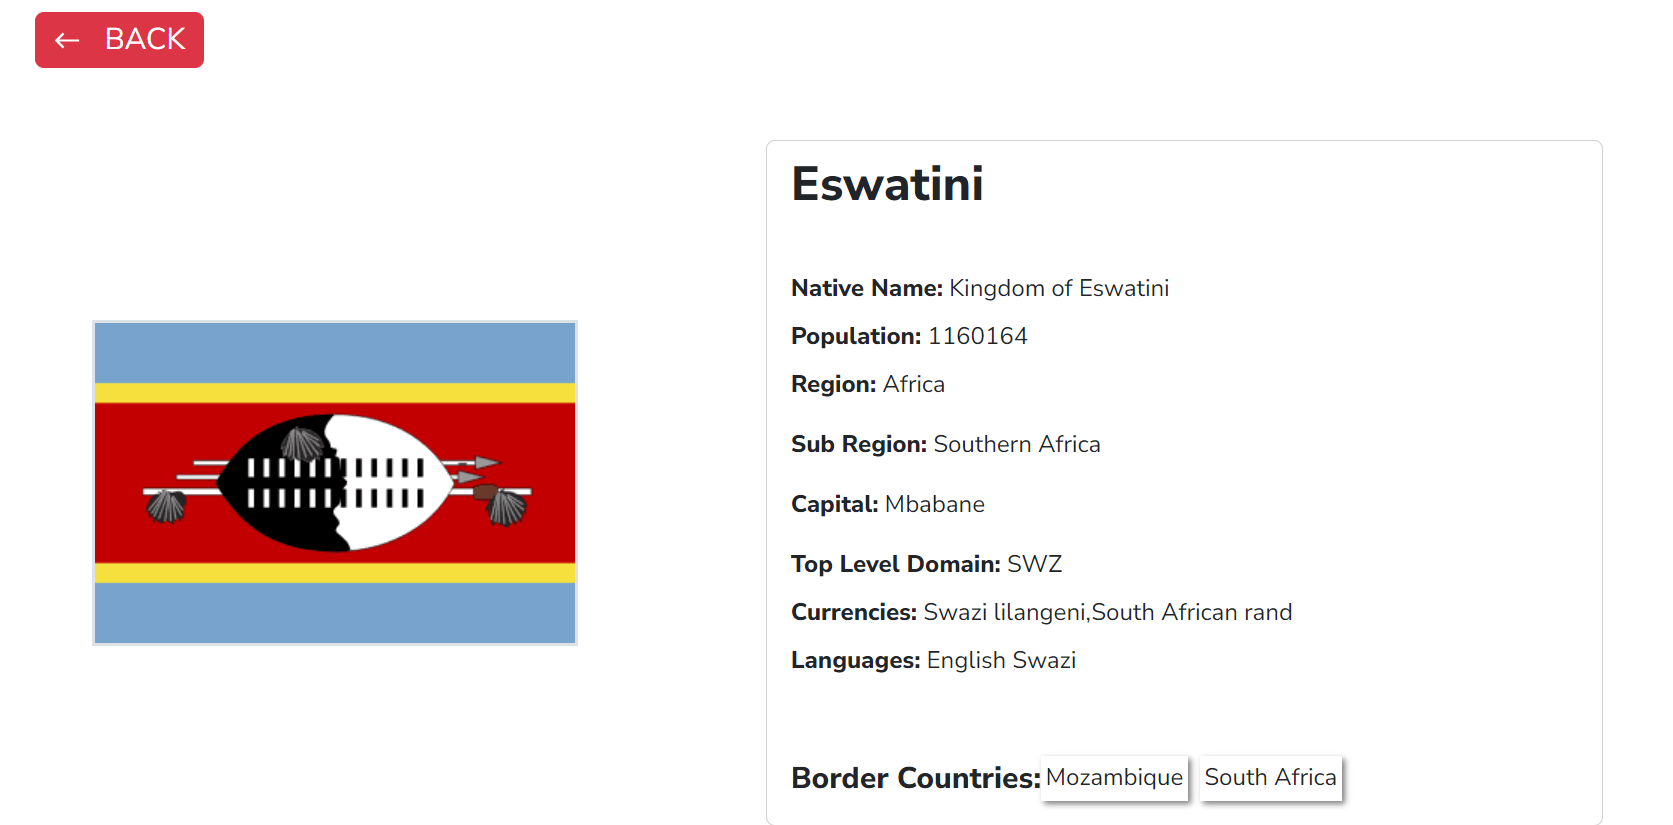 ← BACK
Eswatini
Native Name: Kingdom of Eswatini
Population: 1160164
Region: Africa
Sub Region: Southern Africa
Capital: Mbabane
Top Level Domain: SWZ
Currencies: Swazi lilangeni,South African rand
Languages: English Swazi
Border Countries: Mozambique South Africa